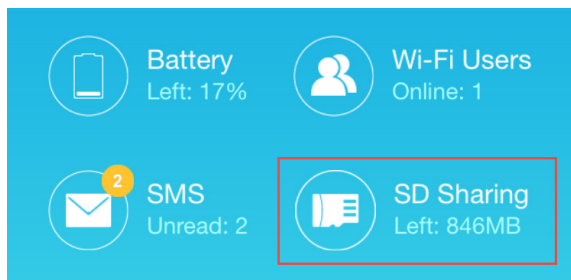 Battery
Left: 17%
Wi-Fi Users
Online: 1
2
SMS
Unread: 2
SD Sharing
Left: 846MB